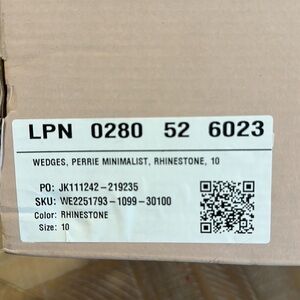 LPN 0280 52 6023
WEDGES, PERRIE MINIMALIST, RHINESTONE, 10
PO: JK111242-219235
SKU: WE2251793-1099-30100
Color: RHINESTONE
Size: 10